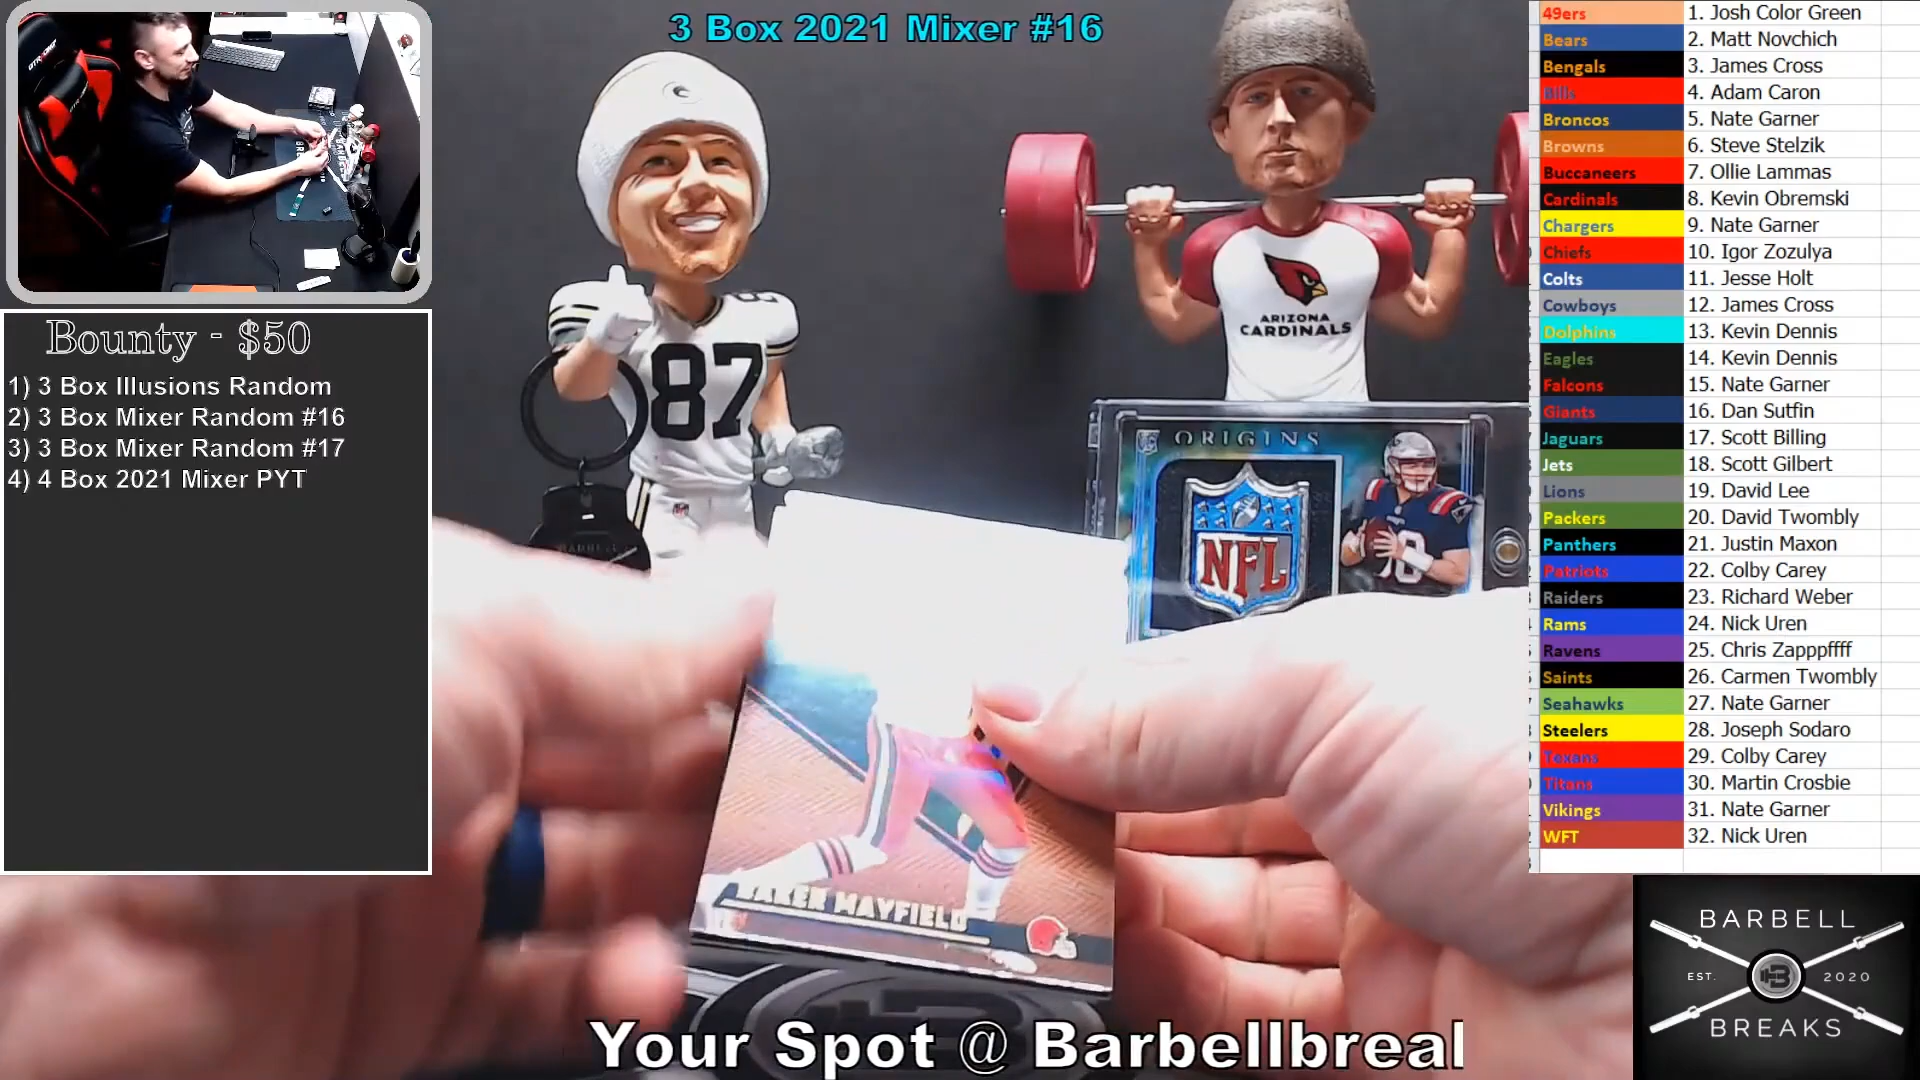 3 Box 2021 Mixer #16
Bounty - $50
1) 3 Box Illusions Random
2) 3 Box Mixer Random #16
3) 3 Box Mixer Random #17
4) 4 Box 2021 Mixer PYT
87
ARIZONA
CARDINALS
ORIGINS
NFL
BAKER MAYFIELD
49ers 1. Josh Color Green
Bears 2. Matt Novchich
Bengals 3. James Cross
Bills 4. Adam Caron
Broncos 5. Nate Garner
Browns 6. Steve Stelzik
Buccaneers 7. Ollie Lammas
Cardinals 8. Kevin Obremski
Chargers 9. Nate Garner
Chiefs 10. Igor Zozulya
Colts 11. Jesse Holt
Cowboys 12. James Cross
Dolphins 13. Kevin Dennis
Eagles 14. Kevin Dennis
Falcons 15. Nate Garner
Giants 16. Dan Sutfin
Jaguars 17. Scott Billing
Jets 18. Scott Gilbert
Lions 19. David Lee
Packers 20. David Twombly
Panthers 21. Justin Maxon
Patriots 22. Colby Carey
Raiders 23. Richard Weber
Rams 24. Nick Uren
Ravens 25. Chris Zapppffff
Saints 26. Carmen Twombly
Seahawks 27. Nate Garner
Steelers 28. Joseph Sodaro
Texans 29. Colby Carey
Titans 30. Martin Crosbie
Vikings 31. Nate Garner
WFT 32. Nick Uren
BARBELL
EST. 2020
BREAKS
Your Spot @ Barbellbreal